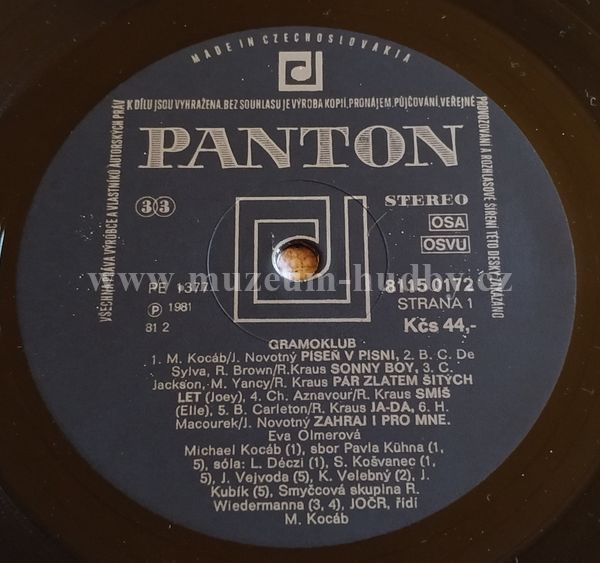 MADE IN CZECHOSLOVAKIA
VŠECHNA PRÁVA VÝROBCE A VLASTNÍKŮ AUTORSKÝCH PRÁV
K DÍLU JSOU VYHRAŽENA. BEZ SOUHLASU JE VÝROBA KOPIÍ, PRONÁJEM, PŮJČOVÁNÍ, VEŘEJNÉ
PROVOZOVÁNÍ A ROZHLASOVÉ ŠÍŘENÍ TÉTO DESKY ZAKÁZÁNO
PANTON
33
STEREO
OSA
OSVU
www.muzeum-hudby.cz
PE 1377
8115 0172
Ⓟ 1981
STRANA 1
81 2
Kčs 44,-
GRAMOKLUB
1. M. Kocáb/J. Novotný PÍSEŇ V PÍSNI, 2. B. C. De
Sylva, R. Brown/R.Kraus SONNY BOY, 3. C.
Jackson, M. Yancy/R. Kraus PÁR ZLATEM ŠITÝCH
LET (Joey), 4. Ch. Aznavour/R. Kraus SMÍŠ
(Elle), 5. B. Carleton/R. Kraus JA-DA, 6. H.
Macourek/J. Novotný ZAHRAJ I PRO MNE.
Eva Olmerová
Michael Kocáb (1), sbor Pavla Kühna (1,
5), sóla: L. Déczi (1), S. Košvanec (1,
5), J. Vejvoda (5), K. Velebný (2), J.
Kubík (5), Smyčcová skupina R.
Wiedermanna (3, 4), JOČR, řídí
M. Kocáb